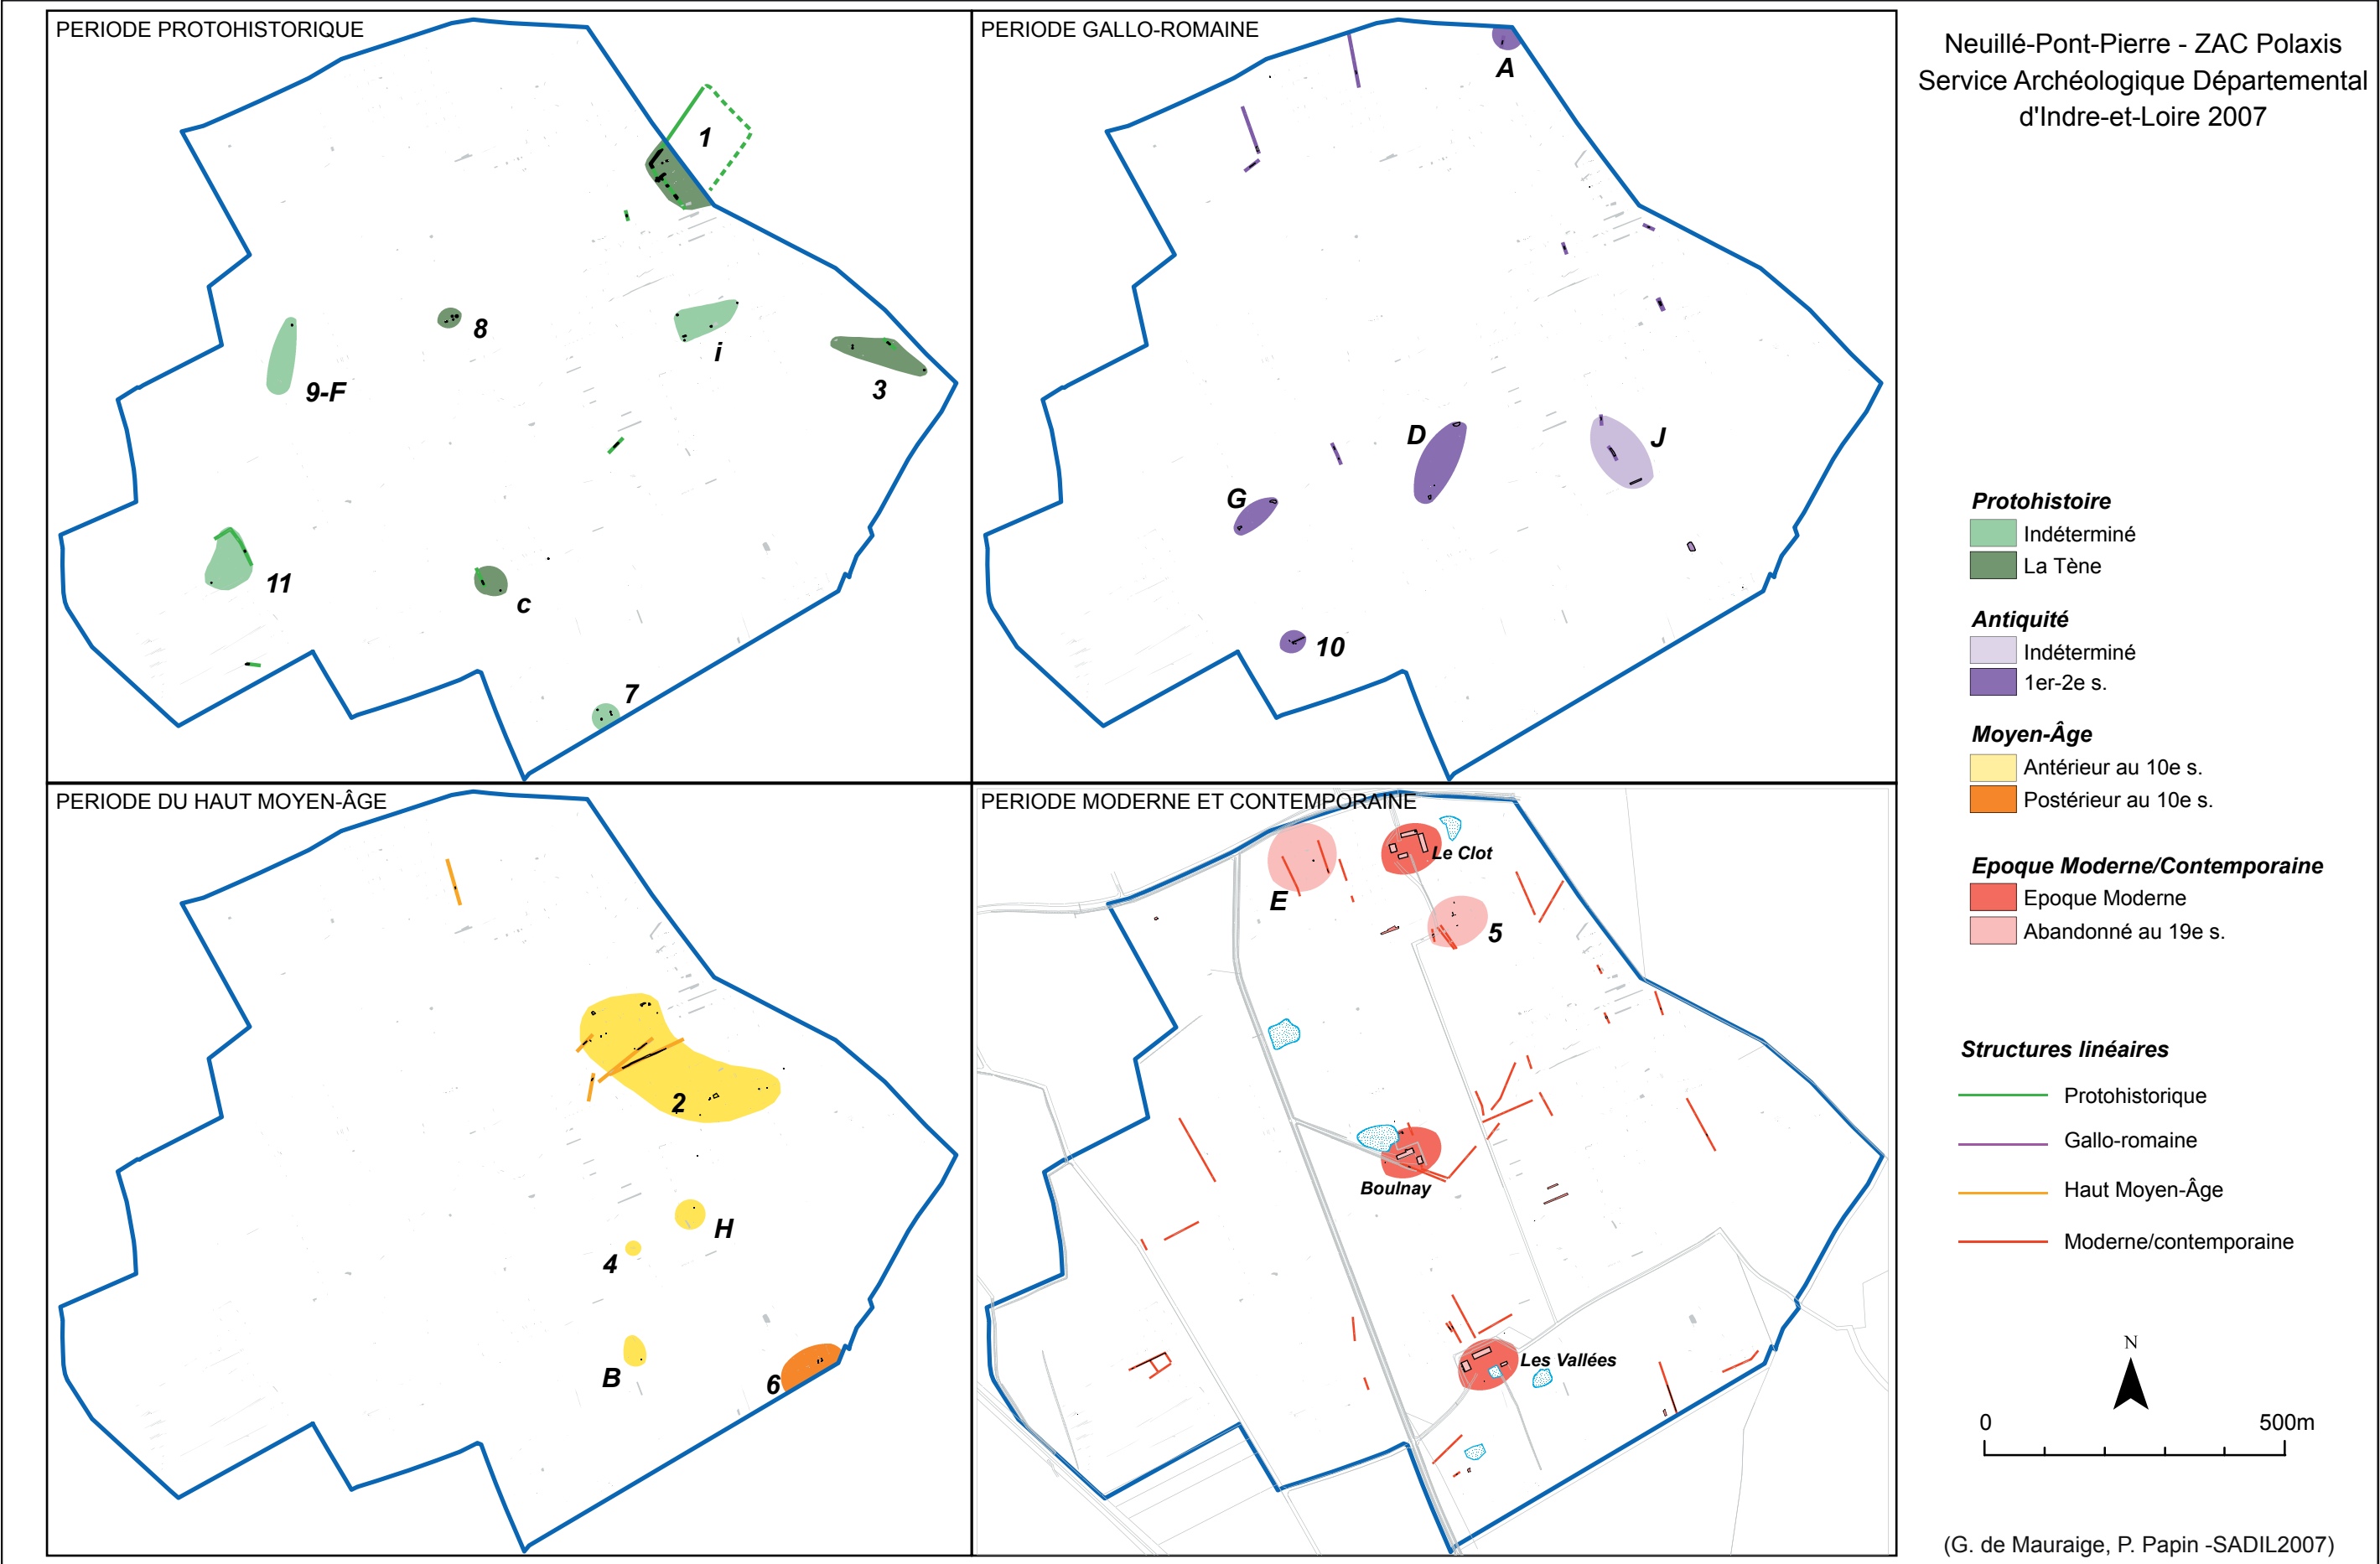 PERIODE PROTOHISTORIQUE
1
8
i
9-F
3
11
c
7
PERIODE GALLO-ROMAINE
A
D
J
G
10
PERIODE DU HAUT MOYEN-ÂGE
2
H
4
B
6
PERIODE MODERNE ET CONTEMPORAINE
Le Clot
E
5
Boulnay
Les Vallées
Neuillé-Pont-Pierre - ZAC Polaxis
Service Archéologique Départemental
d'Indre-et-Loire 2007
Protohistoire
Indéterminé
La Tène
Antiquité
Indéterminé
1er-2e s.
Moyen-Âge
Antérieur au 10e s.
Postérieur au 10e s.
Epoque Moderne/Contemporaine
Epoque Moderne
Abandonné au 19e s.
Structures linéaires
Protohistorique
Gallo-romaine
Haut Moyen-Âge
Moderne/contemporaine
N
0 500m
(G. de Mauraige, P. Papin -SADIL2007)